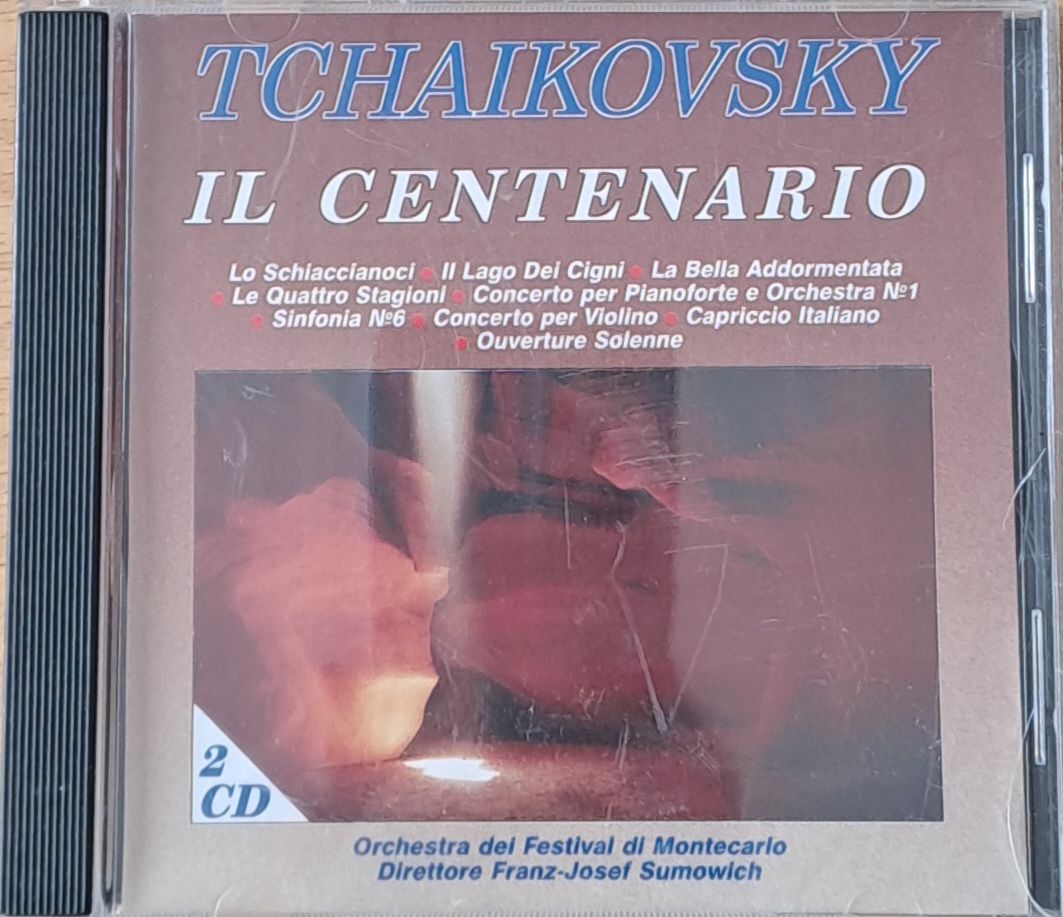 TCHAIKOVSKY
IL CENTENARIO
Lo Schiaccianoci • Il Lago Dei Cigni • La Bella Addormentata
• Le Quattro Stagioni • Concerto per Pianoforte e Orchestra Nº1
• Sinfonia Nº6 • Concerto per Violino • Capriccio Italiano
• Ouverture Solenne
2
CD
Orchestra dei Festival di Montecarlo
Direttore Franz-Josef Sumowich